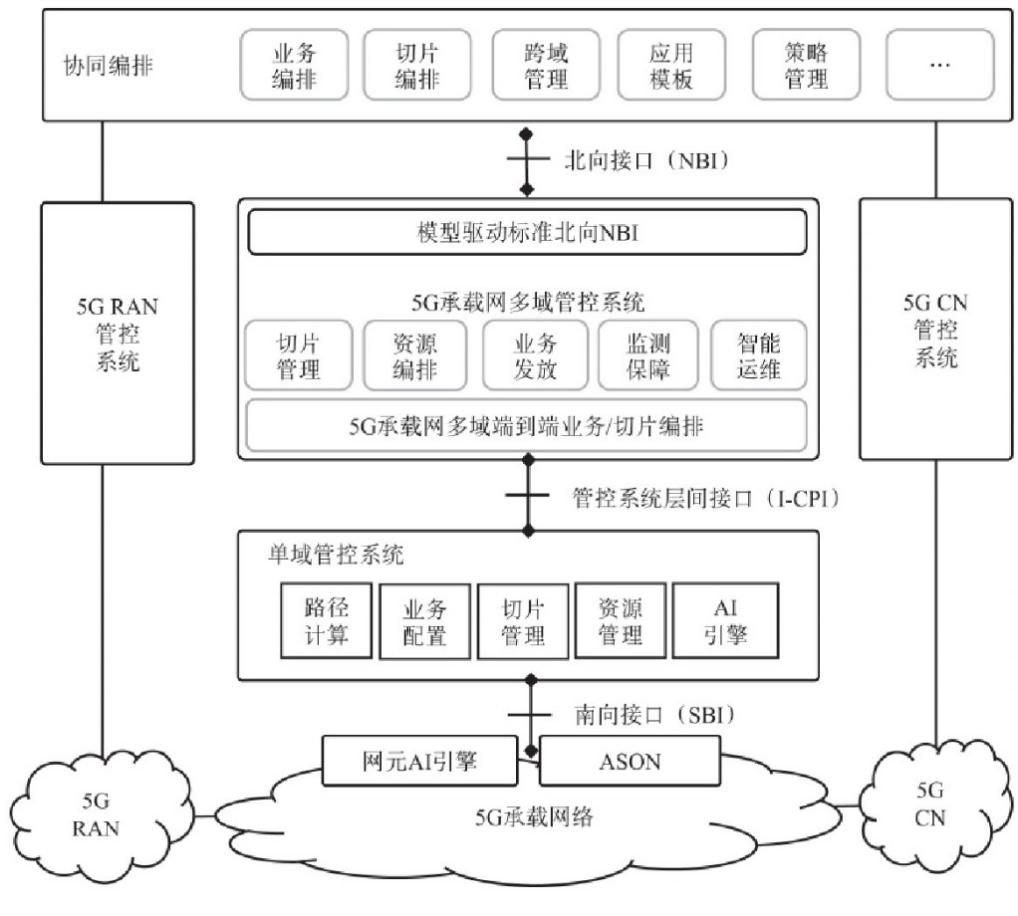 协同编排
业务
编排
切片
编排
跨域
管理
应用
模板
策略
管理
…
北向接口（NBI）
5G RAN
管控
系统
模型驱动标准北向NBI
5G承载网多域管控系统
切片
管理
资源
编排
业务
发放
监测
保障
智能
运维
5G承载网多域端到端业务/切片编排
5G CN
管控
系统
管控系统层间接口（I-CPI）
单域管控系统
路径
计算
业务
配置
切片
管理
资源
管理
AI
引擎
南向接口（SBI）
网元AI引擎
ASON
5G
RAN
5G承载网络
5G
CN